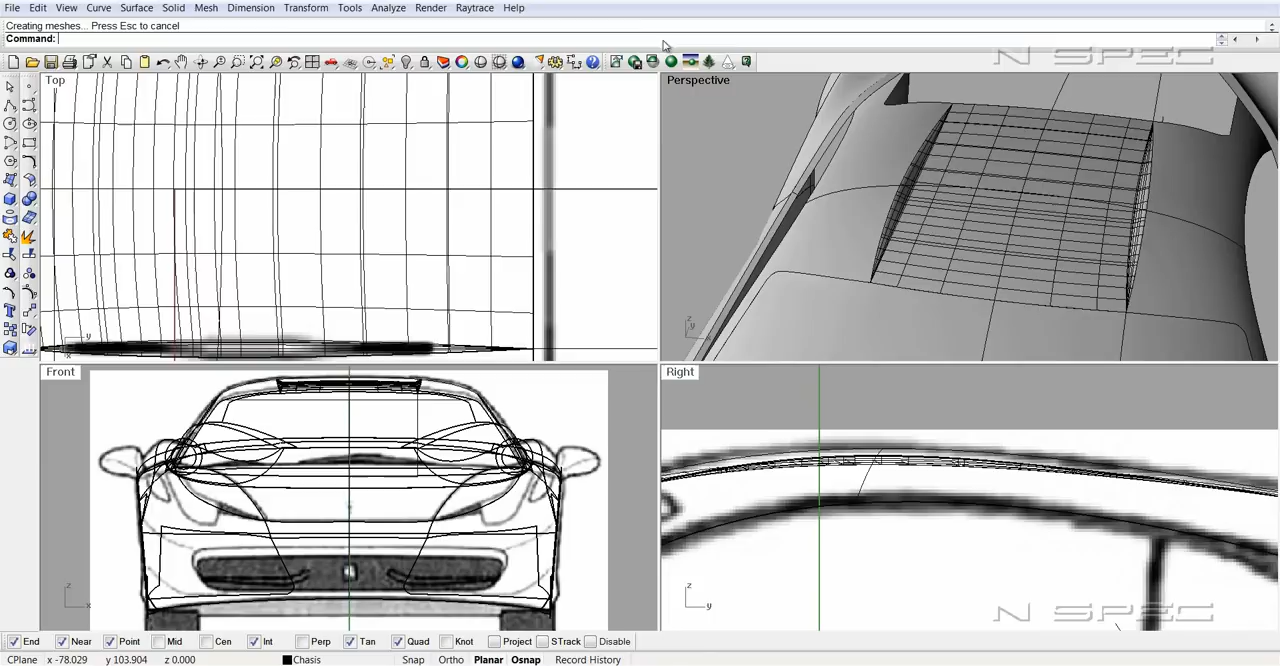 File Edit View Curve Surface Solid Mesh Dimension Transform Tools Analyze Render Raytrace Help
Creating meshes... Press Esc to cancel
Command:
N SPEC
Top
Perspective
y
x
z
y
x
Front
Right
z
x
z
y
N SPEC
End Near Point Mid Cen Int Perp Tan Quad Knot Project STrack Disable
CPlane x -78.029 y 103.904 z 0.000 Chasis Snap Ortho Planar Osnap Record History